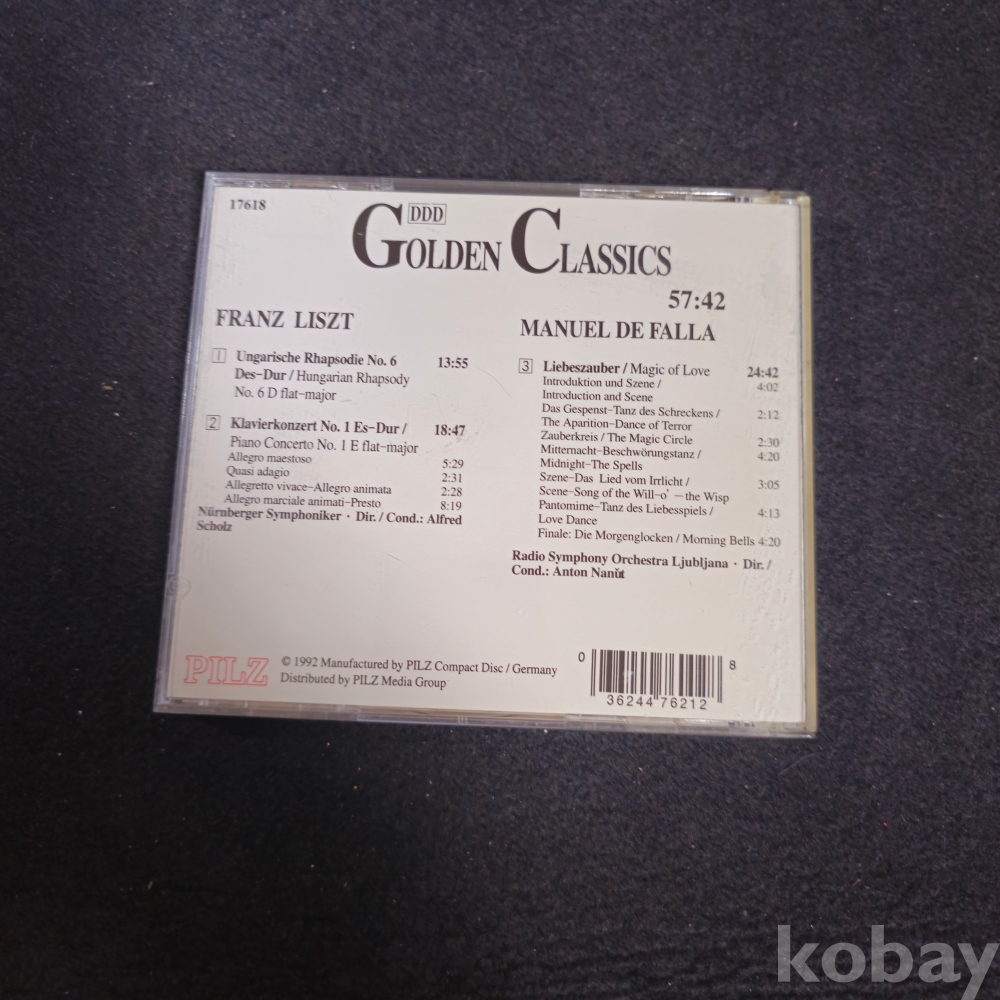 17618
DDD
GOLDEN CLASSICS
57:42
FRANZ LISZT
1 Ungarische Rhapsodie No. 6 13:55
Des-Dur / Hungarian Rhapsody
No. 6 D flat-major
2 Klavierkonzert No. 1 Es-Dur / 18:47
Piano Concerto No. 1 E flat-major
Allegro maestoso 5:29
Quasi adagio 2:31
Allegretto vivace-Allegro animata 2:28
Allegro marciale animati-Presto 8:19
Nürnberger Symphoniker · Dir. / Cond.: Alfred
Scholz
MANUEL DE FALLA
3 Liebeszauber / Magic of Love 24:42
Introduktion und Szene / 4:02
Introduction and Scene
Das Gespenst-Tanz des Schreckens / 2:12
The Aparition-Dance of Terror
Zauberkreis / The Magic Circle 2:30
Mitternacht-Beschwörungstanz / 4:20
Midnight-The Spells
Szene-Das Lied vom Irrlicht / 3:05
Scene-Song of the Will-o' -the Wisp
Pantomime-Tanz des Liebesspiels / 4:13
Love Dance
Finale: Die Morgenglocken / Morning Bells 4:20
Radio Symphony Orchestra Ljubljana · Dir. /
Cond.: Anton Nanŭt
PILZ
© 1992 Manufactured by PILZ Compact Disc / Germany
Distributed by PILZ Media Group
0 36244 76212 8
kobay